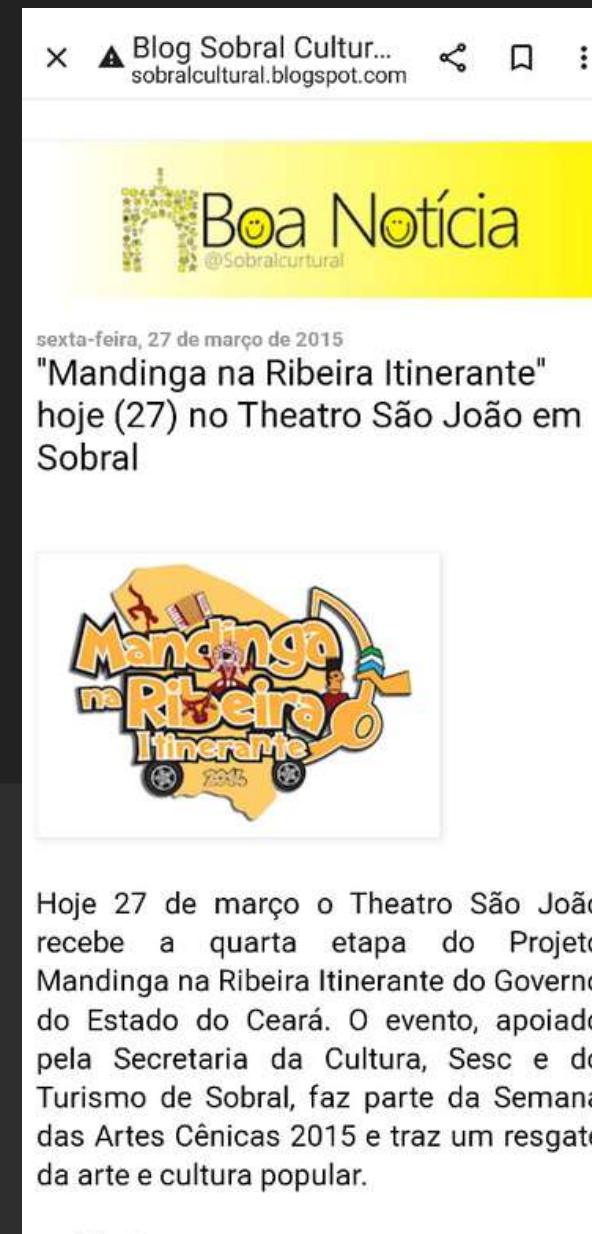 Blog Sobral Cultur...
sobralcultural.blogspot.com
Boa Notícia
@Sobralcurtural
sexta-feira, 27 de março de 2015
"Mandinga na Ribeira Itinerante"
hoje (27) no Theatro São João em
Sobral
Mandinga
na Ribeira
Itinerante
2014
Hoje 27 de março o Theatro São João
recebe a quarta etapa do Projeto
Mandinga na Ribeira Itinerante do Governo
do Estado do Ceará. O evento, apoiado
pela Secretaria da Cultura, Sesc e do
Turismo de Sobral, faz parte da Semana
das Artes Cênicas 2015 e traz um resgate
da arte e cultura popular.